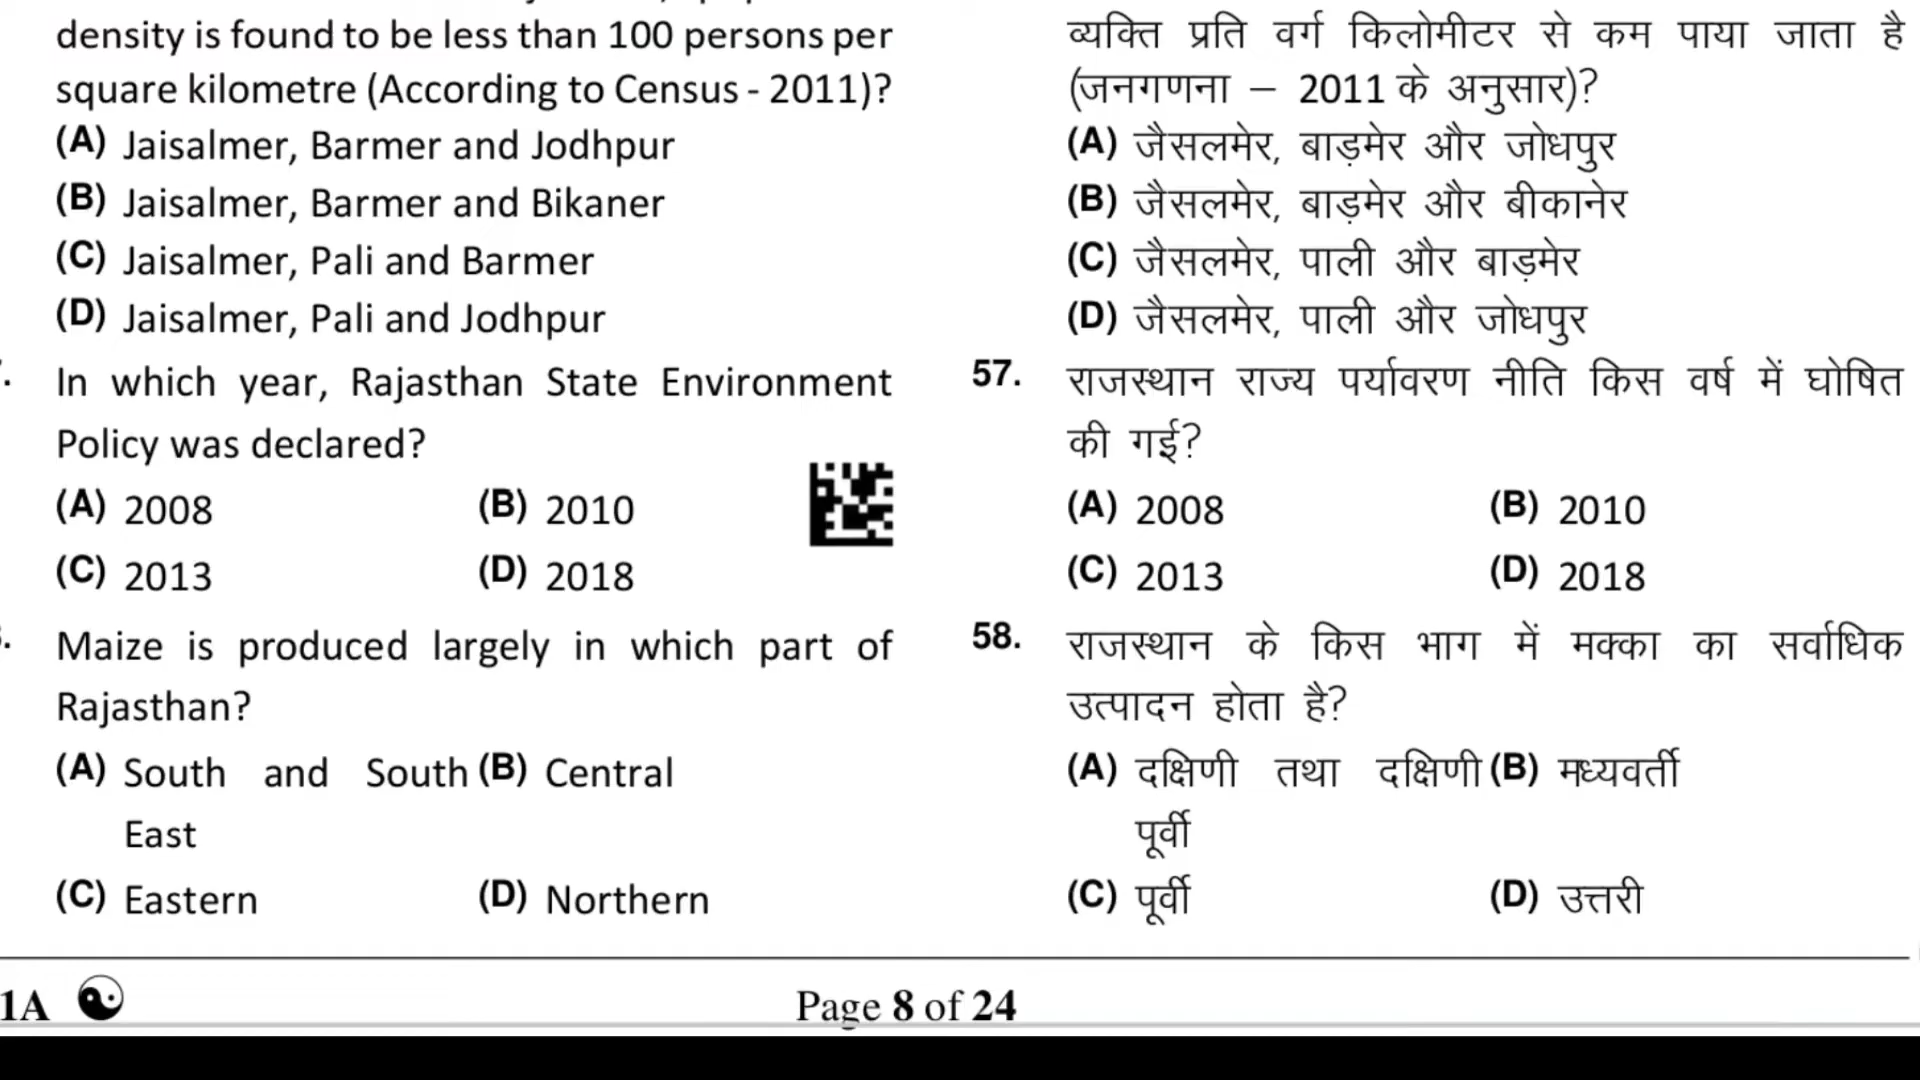 density is found to be less than 100 persons per
square kilometre (According to Census - 2011)?
(A) Jaisalmer, Barmer and Jodhpur
(B) Jaisalmer, Barmer and Bikaner
(C) Jaisalmer, Pali and Barmer
(D) Jaisalmer, Pali and Jodhpur
In which year, Rajasthan State Environment
Policy was declared?
(A) 2008 (B) 2010
(C) 2013 (D) 2018
Maize is produced largely in which part of
Rajasthan?
(A) South and South (B) Central
East
(C) Eastern (D) Northern
व्यक्ति प्रति वर्ग किलोमीटर से कम पाया जाता है
(जनगणना – 2011 के अनुसार)?
(A) जैसलमेर, बाड़मेर और जोधपुर
(B) जैसलमेर, बाड़मेर और बीकानेर
(C) जैसलमेर, पाली और बाड़मेर
(D) जैसलमेर, पाली और जोधपुर
57. राजस्थान राज्य पर्यावरण नीति किस वर्ष में घोषित
की गई?
(A) 2008 (B) 2010
(C) 2013 (D) 2018
58. राजस्थान के किस भाग में मक्का का सर्वाधिक
उत्पादन होता है?
(A) दक्षिणी तथा दक्षिणी (B) मध्यवर्ती
पूर्वी
(C) पूर्वी (D) उत्तरी
1A Page 8 of 24